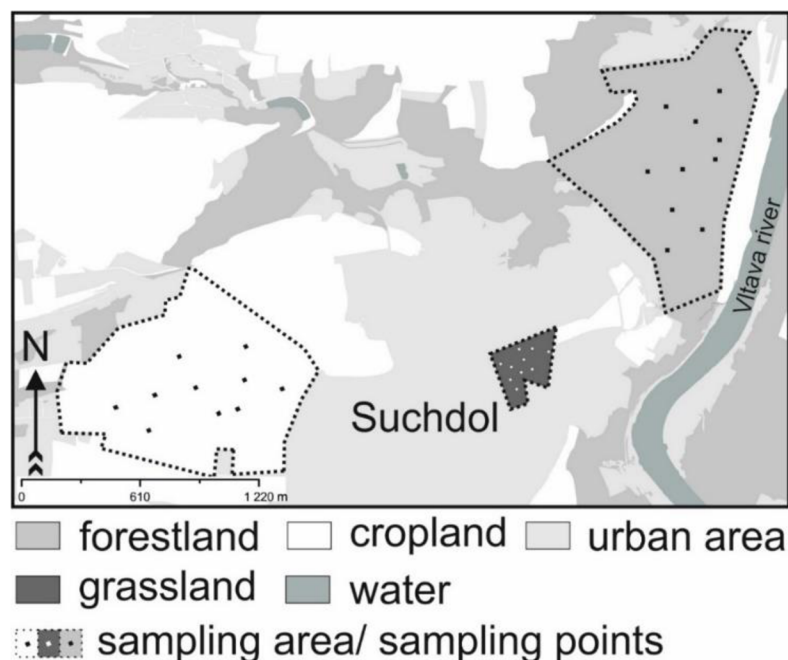 Vltava river
N
Suchdol
0 610 1 220 m
forestland cropland urban area
grassland water
sampling area/ sampling points